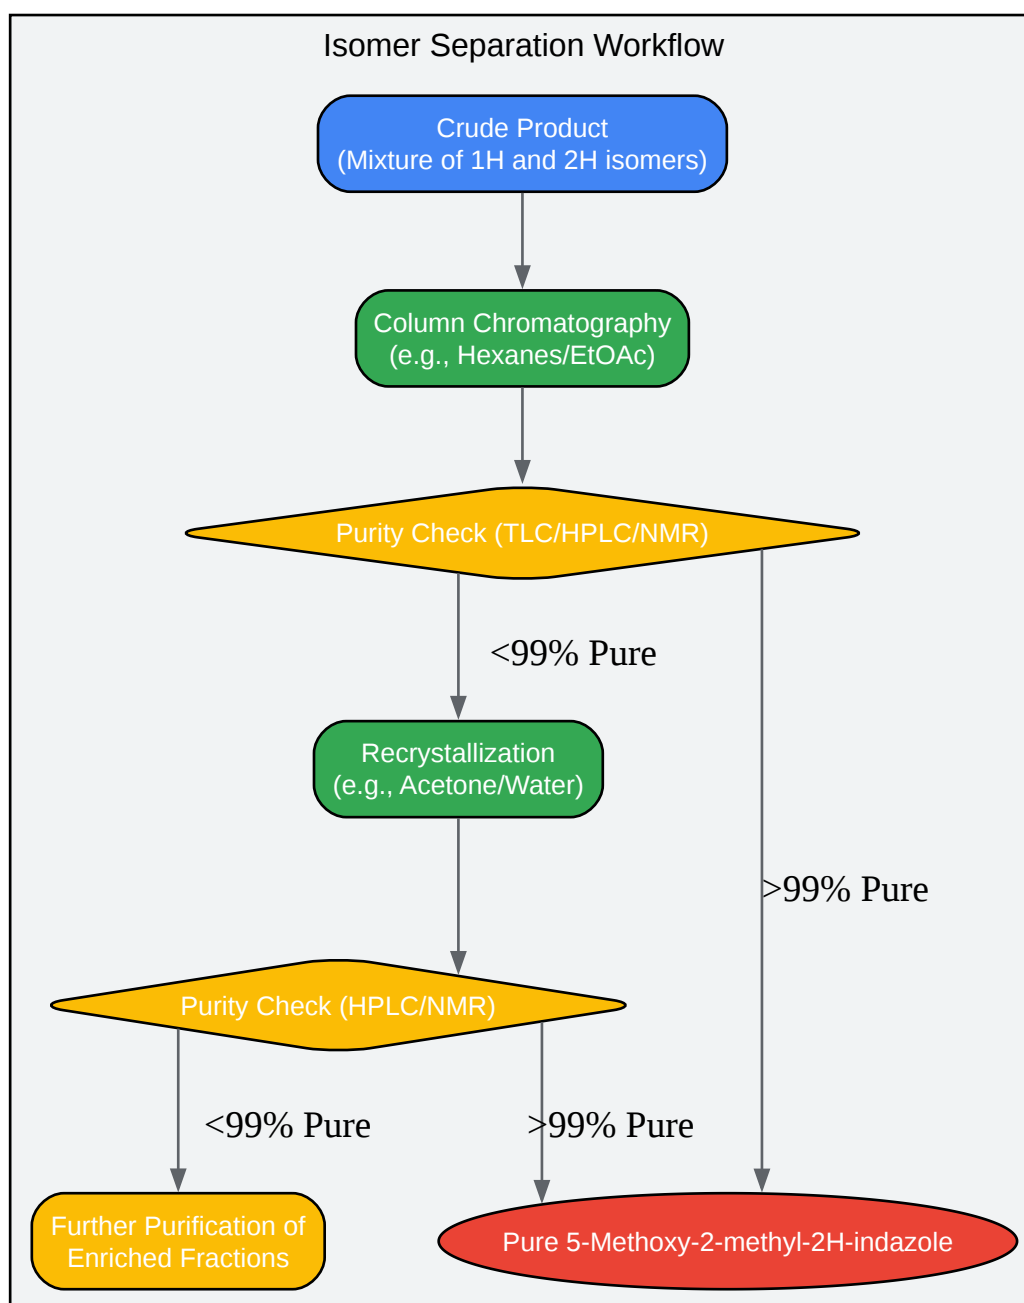 Isomer Separation Workflow
Crude Product
(Mixture of 1H and 2H isomers)
Column Chromatography
(e.g., Hexanes/EtOAc)
Purity Check (TLC/HPLC/NMR)
<99% Pure
Recrystallization
(e.g., Acetone/Water)
>99% Pure
Purity Check (HPLC/NMR)
<99% Pure
>99% Pure
Further Purification of
Enriched Fractions
Pure 5-Methoxy-2-methyl-2H-indazole